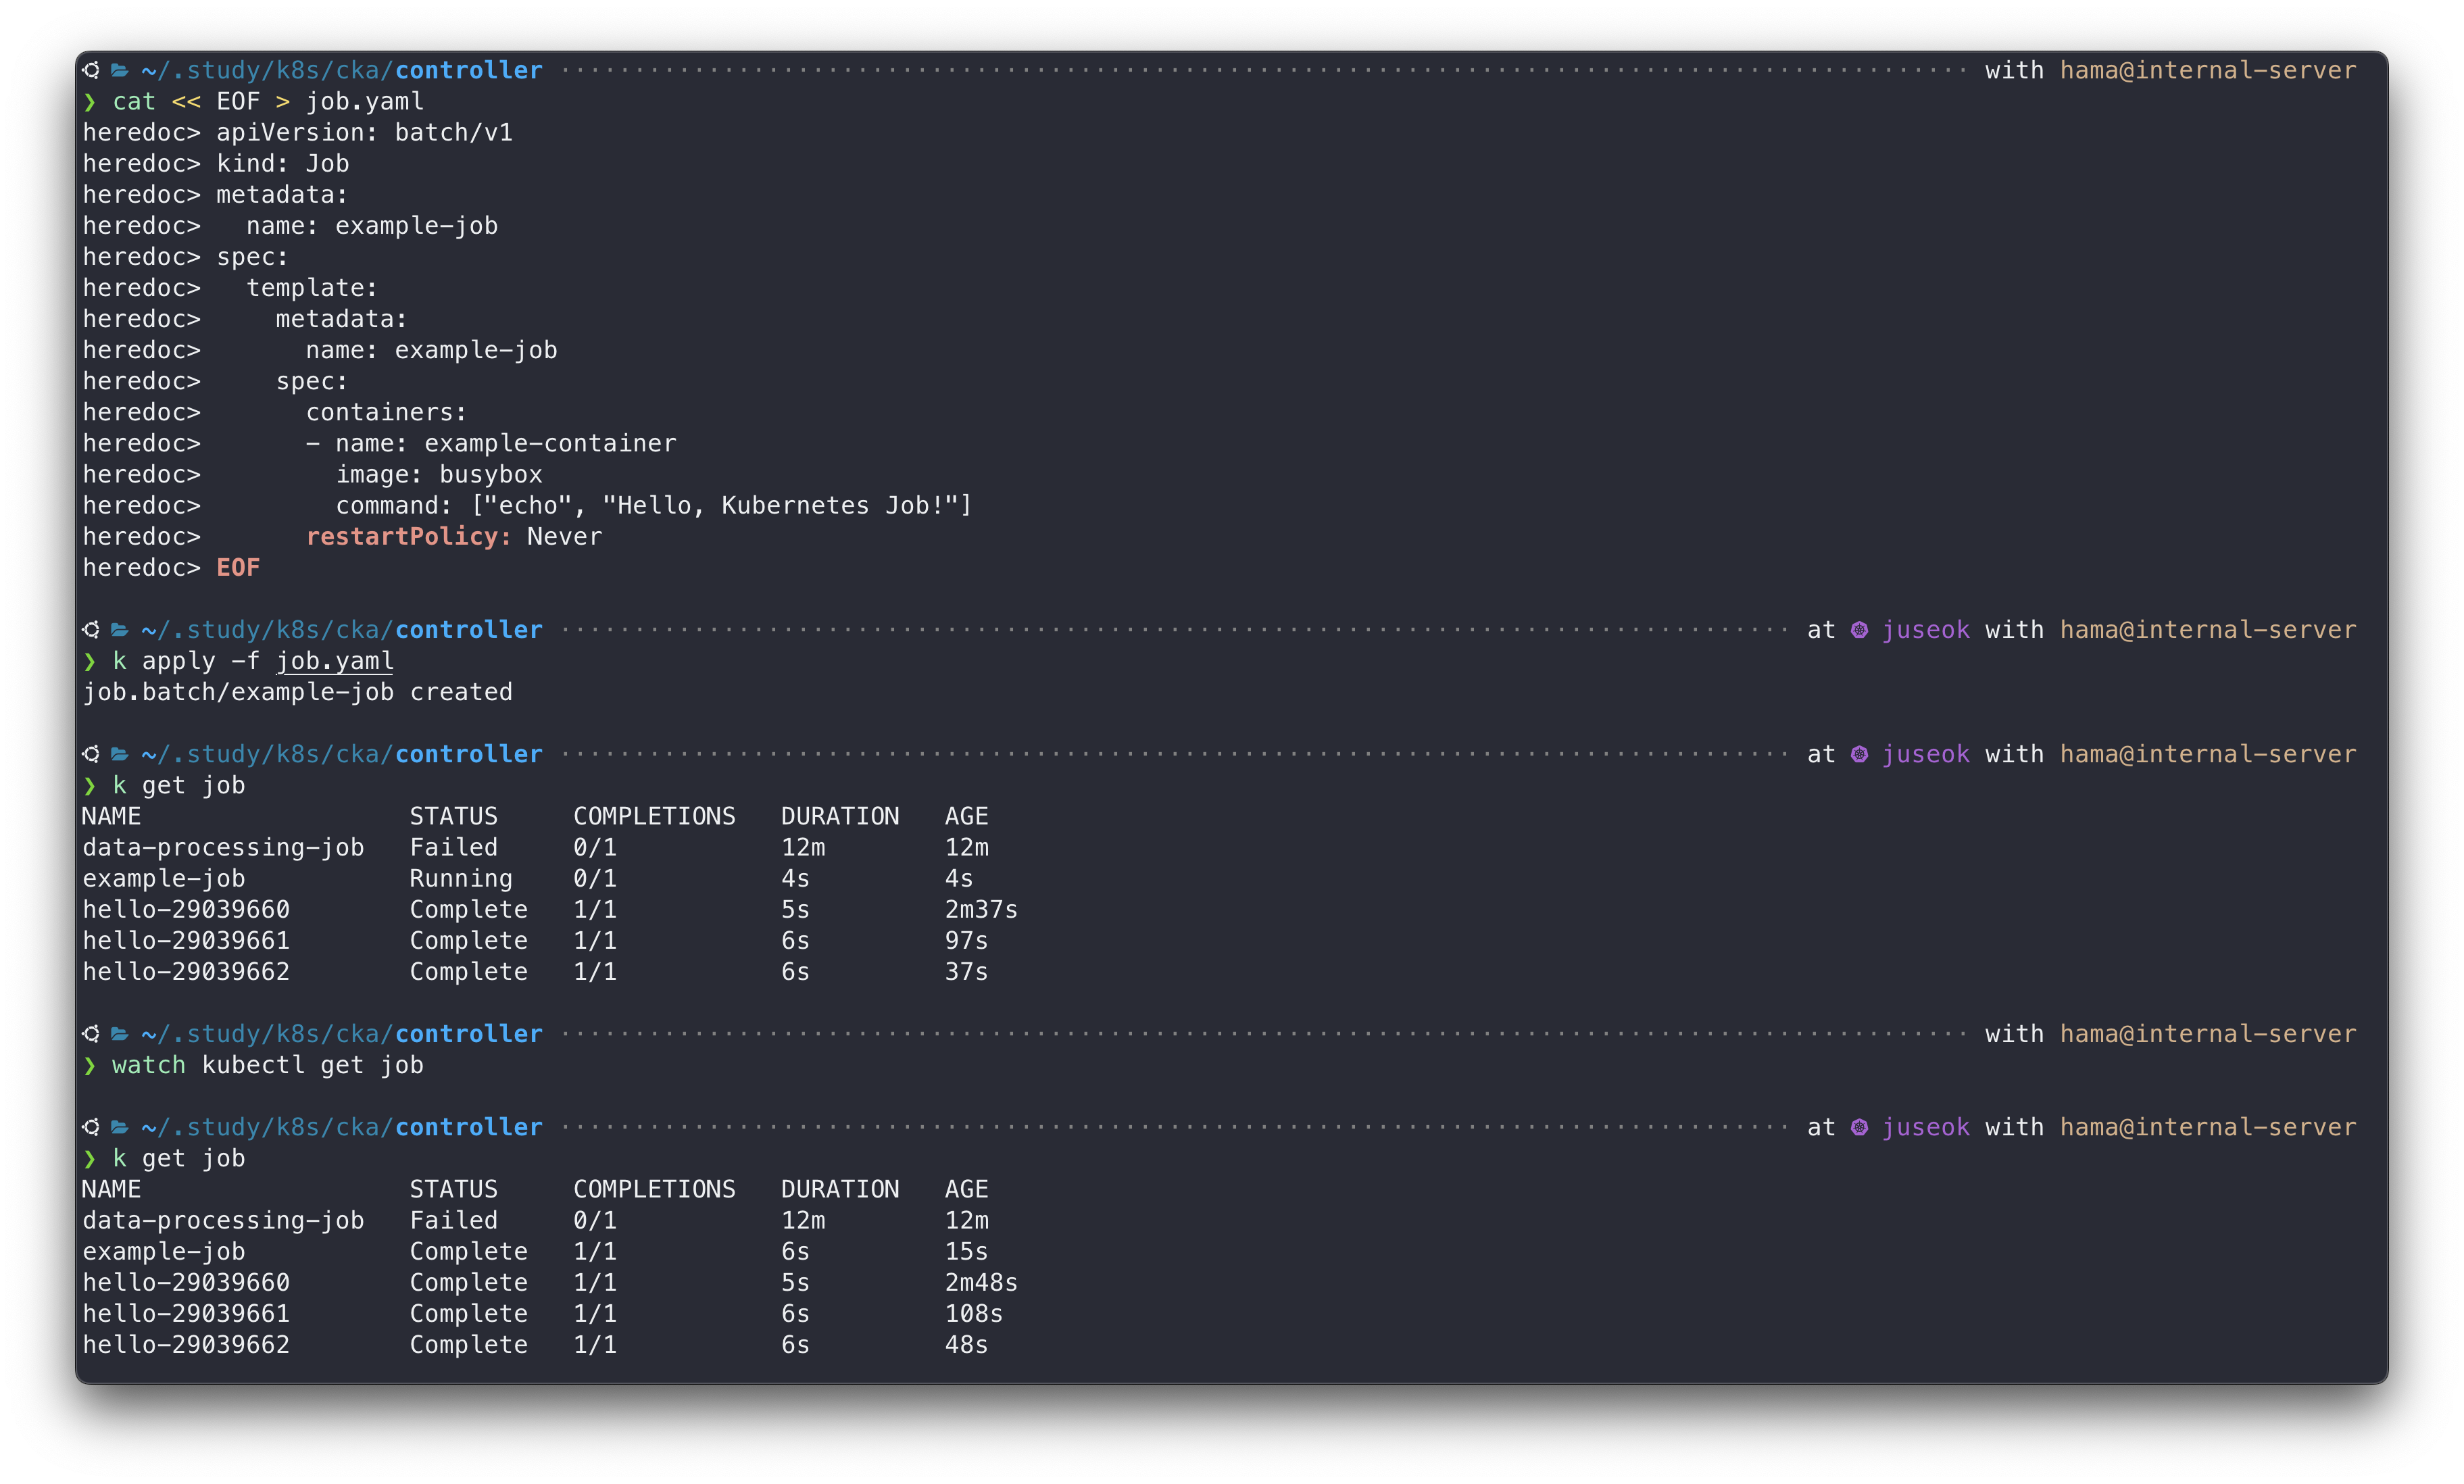 ~/.study/k8s/cka/controller with hama@internal-server
❯ cat << EOF > job.yaml
heredoc> apiVersion: batch/v1
heredoc> kind: Job
heredoc> metadata:
heredoc>   name: example-job
heredoc> spec:
heredoc>   template:
heredoc>     metadata:
heredoc>       name: example-job
heredoc>     spec:
heredoc>       containers:
heredoc>       - name: example-container
heredoc>         image: busybox
heredoc>         command: ["echo", "Hello, Kubernetes Job!"]
heredoc>       restartPolicy: Never
heredoc> EOF
~/.study/k8s/cka/controller at juseok with hama@internal-server
❯ k apply -f job.yaml
job.batch/example-job created
~/.study/k8s/cka/controller at juseok with hama@internal-server
❯ k get job
NAME                  STATUS     COMPLETIONS   DURATION   AGE
data-processing-job   Failed     0/1           12m        12m
example-job           Running    0/1           4s         4s
hello-29039660        Complete   1/1           5s         2m37s
hello-29039661        Complete   1/1           6s         97s
hello-29039662        Complete   1/1           6s         37s
~/.study/k8s/cka/controller with hama@internal-server
❯ watch kubectl get job
~/.study/k8s/cka/controller at juseok with hama@internal-server
❯ k get job
NAME                  STATUS     COMPLETIONS   DURATION   AGE
data-processing-job   Failed     0/1           12m        12m
example-job           Complete   1/1           6s         15s
hello-29039660        Complete   1/1           5s         2m48s
hello-29039661        Complete   1/1           6s         108s
hello-29039662        Complete   1/1           6s         48s